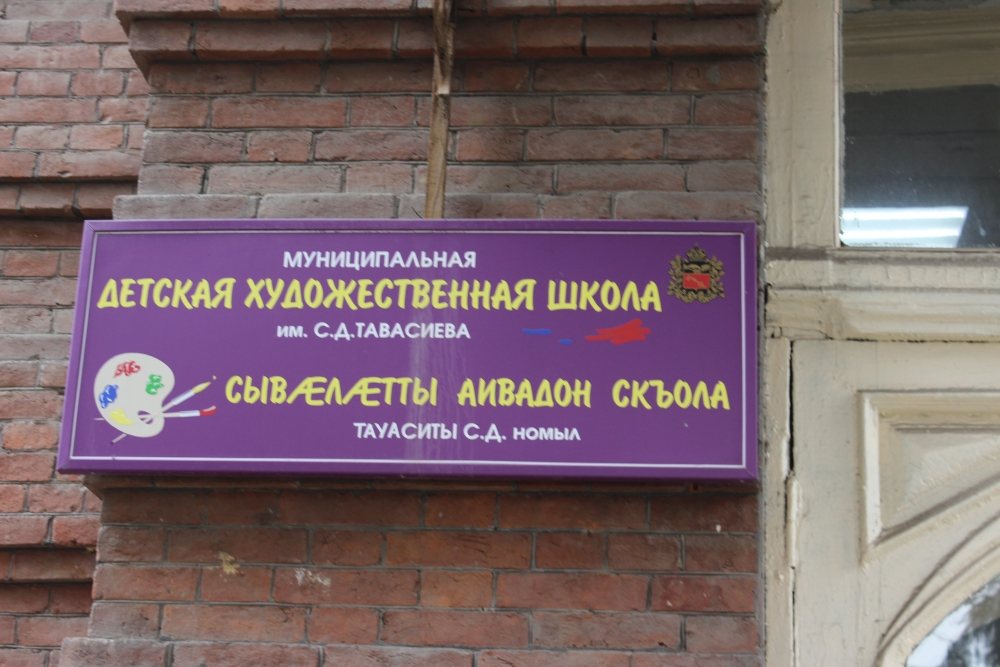 МУНИЦИПАЛЬНАЯ
ДЕТСКАЯ ХУДОЖЕСТВЕННАЯ ШКОЛА
им. С.Д.ТАВАСИЕВА
СЫВÆЛÆТТЫ АИВАДОН СКЪОЛА
ТАУАСИТЫ С.Д. НОМЫЛ